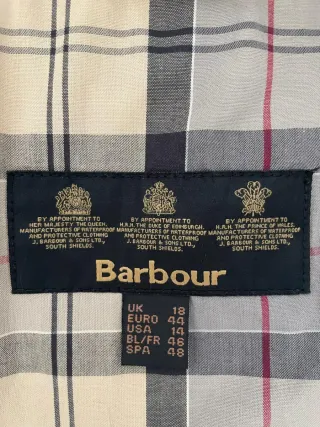 BY APPOINTMENT TO
HER MAJESTY THE QUEEN,
MANUFACTURERS OF WATERPROOF
AND PROTECTIVE CLOTHING
J. BARBOUR & SONS LTD.,
SOUTH SHIELDS.
BY APPOINTMENT TO
H.R.H. THE DUKE OF EDINBURGH
MANUFACTURERS OF WATERPROOF
AND PROTECTIVE CLOTHING
J. BARBOUR & SONS LTD.,
SOUTH SHIELDS.
BY APPOINTMENT TO
H.R.H. THE PRINCE OF WALES
MANUFACTURERS OF WATERPROOF
AND PROTECTIVE CLOTHING
J. BARBOUR & SONS LTD.,
SOUTH SHIELDS.
Barbour
UK 18
EURO 44
USA 14
BL/FR 46
SPA 48